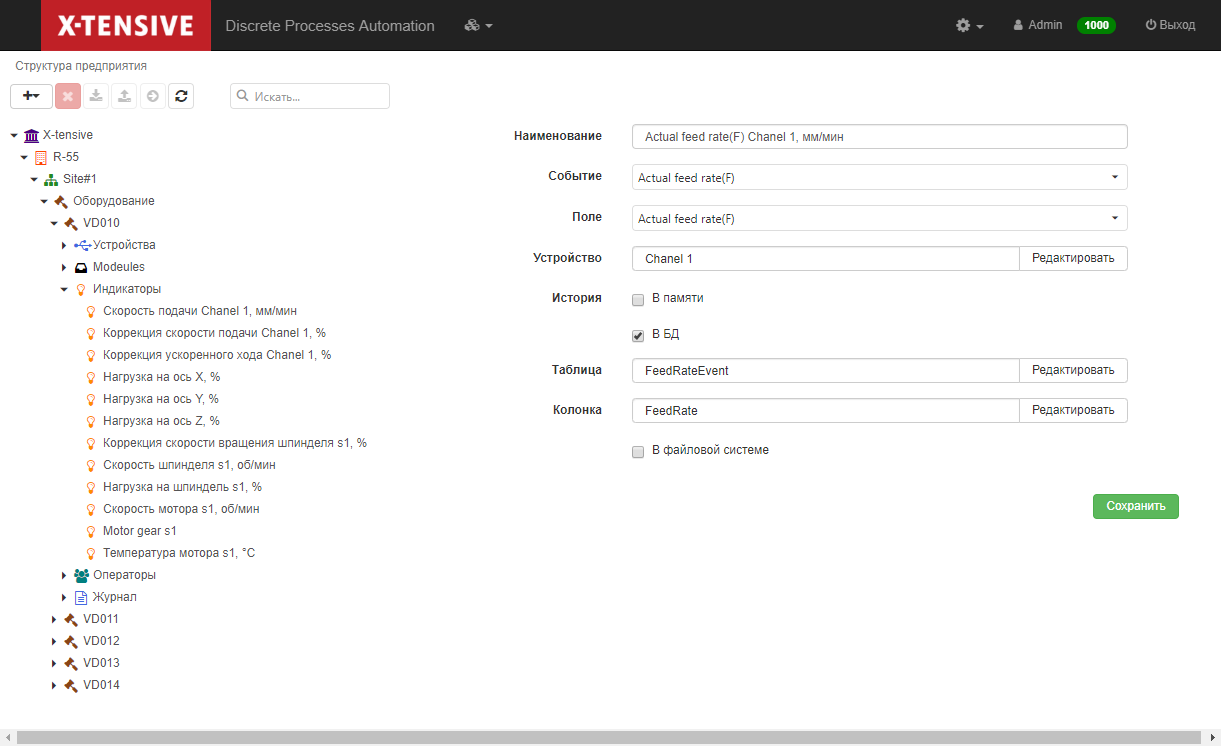 X-TENSIVE Discrete Processes Automation Admin 1000 Выход
Структура предприятия
Искать...
X-tensive
R-55
Site#1
Оборудование
VD010
Устройства
Modeules
Индикаторы
Скорость подачи Chanel 1, мм/мин
Коррекция скорости подачи Chanel 1, %
Коррекция ускоренного хода Chanel 1, %
Нагрузка на ось X, %
Нагрузка на ось Y, %
Нагрузка на ось Z, %
Коррекция скорости вращения шпинделя s1, %
Скорость шпинделя s1, об/мин
Нагрузка на шпиндель s1, %
Скорость мотора s1, об/мин
Motor gear s1
Температура мотора s1, °C
Операторы
Журнал
VD011
VD012
VD013
VD014
Наименование Actual feed rate(F) Chanel 1, мм/мин
Событие Actual feed rate(F)
Поле Actual feed rate(F)
Устройство Chanel 1 Редактировать
История В памяти
В БД
Таблица FeedRateEvent Редактировать
Колонка FeedRate Редактировать
В файловой системе
Сохранить